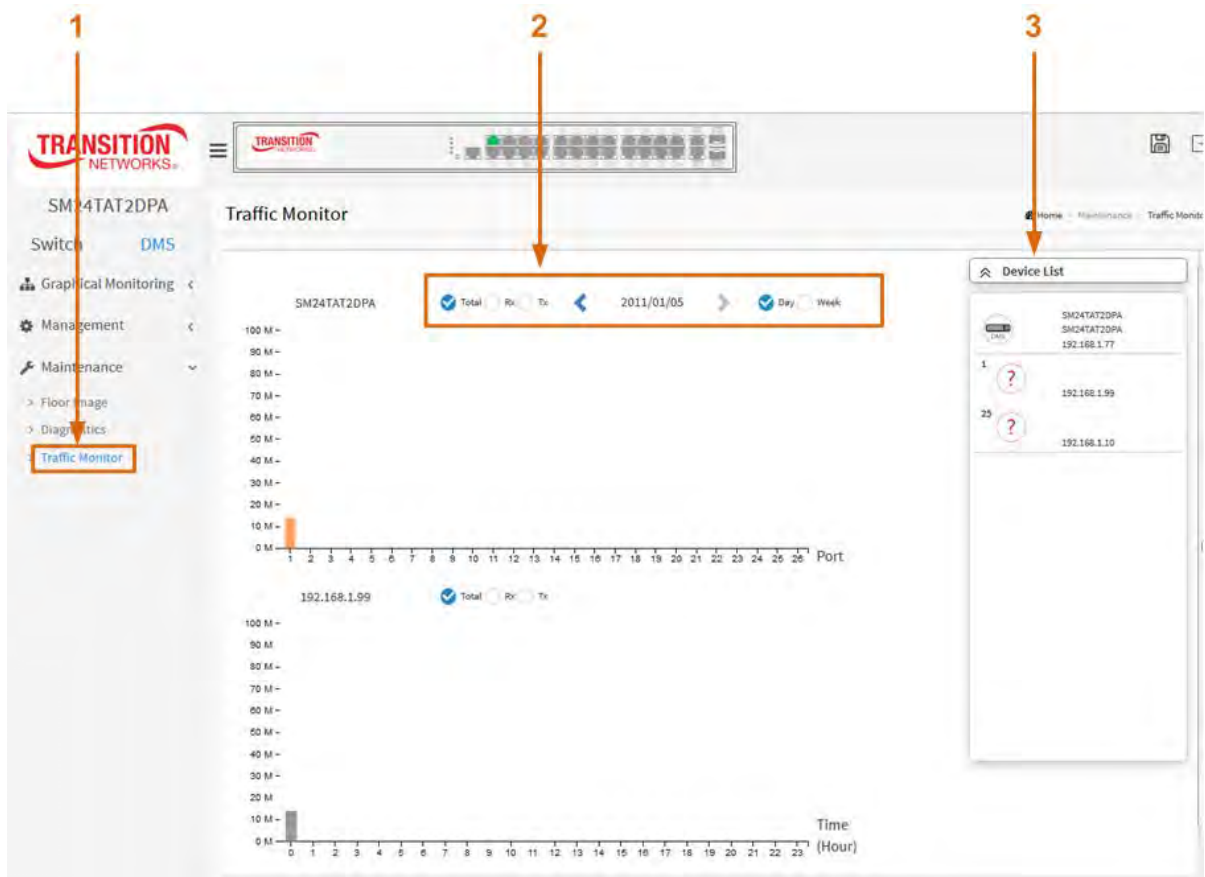 1 2 3
TRANSITION
NETWORKS®
TRANSITION
SM24TAT2DPA
Switch DMS
Graphical Monitoring
Management
Maintenance
> Floor Image
> Diagnostics
> Traffic Monitor
Traffic Monitor
Home Maintenance Traffic Monito
SM24TAT2DPA Total Rx Tx 2011/01/05 Day Week
100 M
90 M
80 M
70 M
60 M
50 M
40 M
30 M
20 M
10 M
0 M
1 2 3 4 5 6 7 8 9 10 11 12 13 14 15 16 17 18 19 20 21 22 23 24 25 26 Port
192.168.1.99 Total Rx Tx
100 M
90 M
80 M
70 M
60 M
50 M
40 M
30 M
20 M
10 M
0 M
0 1 2 3 4 5 6 7 8 9 10 11 12 13 14 15 16 17 18 19 20 21 22 23
Time
(Hour)
Device List
DMS
SM24TAT2DPA
SM24TAT2DPA
192.168.1.77
1 ?
192.168.1.99
25 ?
192.168.1.10